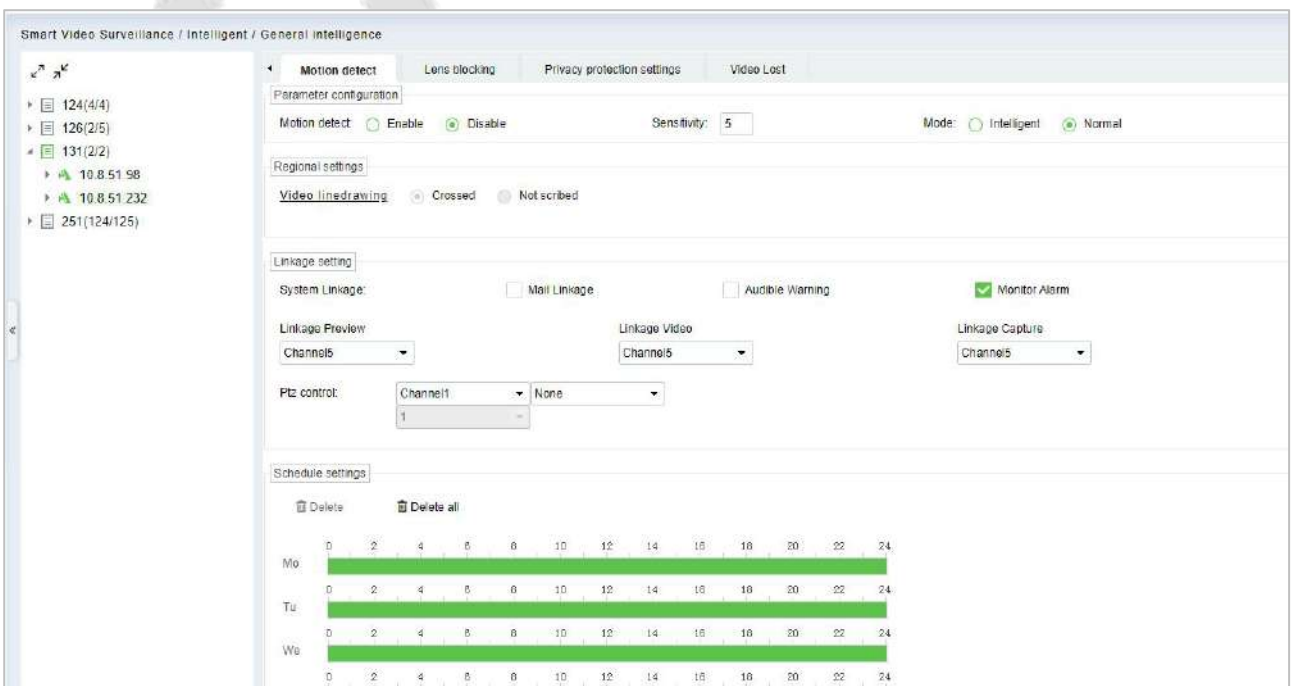 Smart Video Surveillance / Intelligent / General intelligence
Motion detect Lens blocking Privacy protection settings Video Lost
124(4/4)
126(2/5)
131(2/2)
10.8.51.98
10.8.51.232
251(124/125)
Parameter configuration
Motion detect: Enable Disable Sensitivity: 5 Mode: Intelligent Normal
Regional settings
Video linedrawing Crossed Not scribed
Linkage setting
System Linkage: Mail Linkage Audible Warning Monitor Alarm
Linkage Preview Linkage Video Linkage Capture
Channel5 Channel5 Channel5
Ptz control: Channel1 None
1
Schedule settings
Delete Delete all
0 2 4 6 8 10 12 14 16 18 20 22 24
Mo
0 2 4 6 8 10 12 14 16 18 20 22 24
Tu
0 2 4 6 8 10 12 14 16 18 20 22 24
We
0 2 4 6 8 10 12 14 16 18 20 22 24